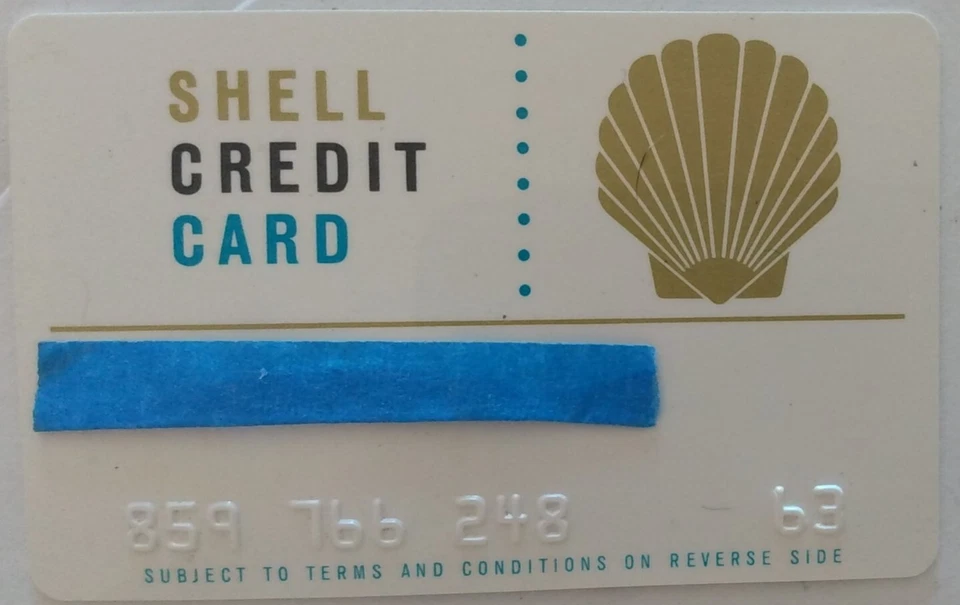 SHELL
CREDIT
CARD
859 766 248 63
SUBJECT TO TERMS AND CONDITIONS ON REVERSE SIDE